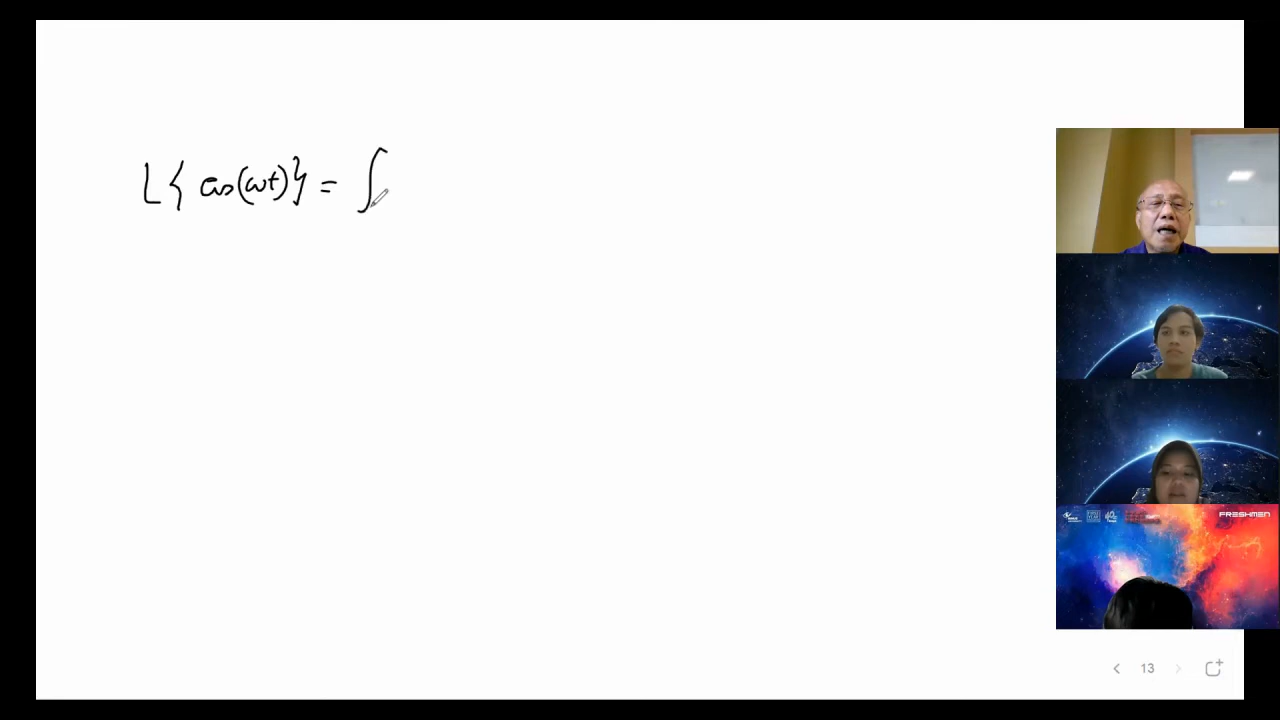 L{ cos(ωt)} = ∫
FRESHMEN
13